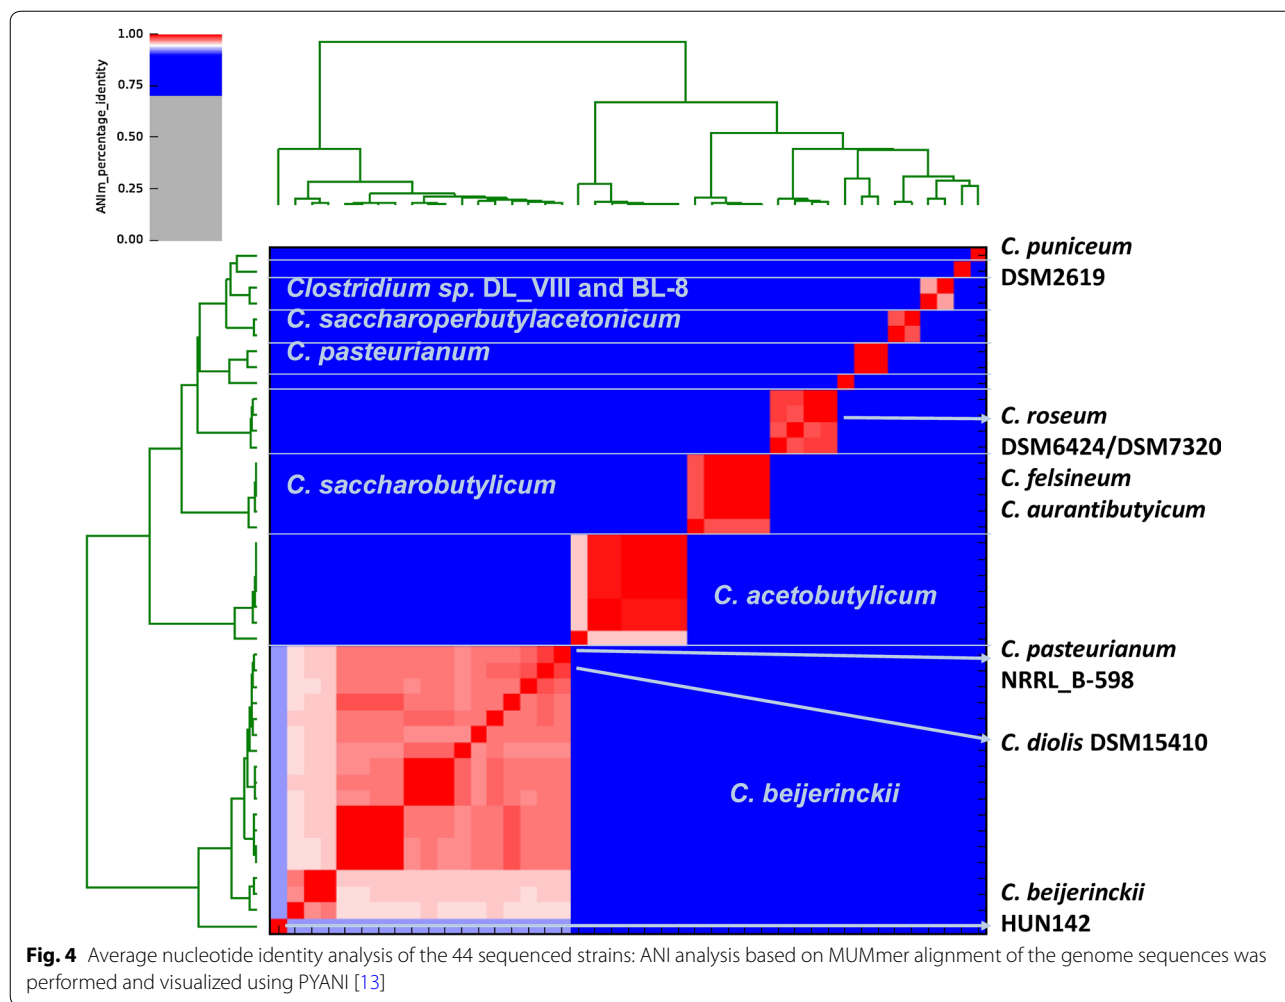 1.00
0.75
0.50
0.25
0.00
ANIm_percentage_identity
C. puniceum
DSM2619
Clostridium sp. DL_VIII and BL-8
C. saccharoperbutylacetonicum
C. pasteurianum
C. roseum
DSM6424/DSM7320
C. felsineum
C. aurantibutyicum
C. saccharobutylicum
C. acetobutylicum
C. pasteurianum
NRRL_B-598
C. diolis DSM15410
C. beijerinckii
C. beijerinckii
HUN142
Fig. 4 Average nucleotide identity analysis of the 44 sequenced strains: ANI analysis based on MUMmer alignment of the genome sequences was
performed and visualized using PYANI [13]